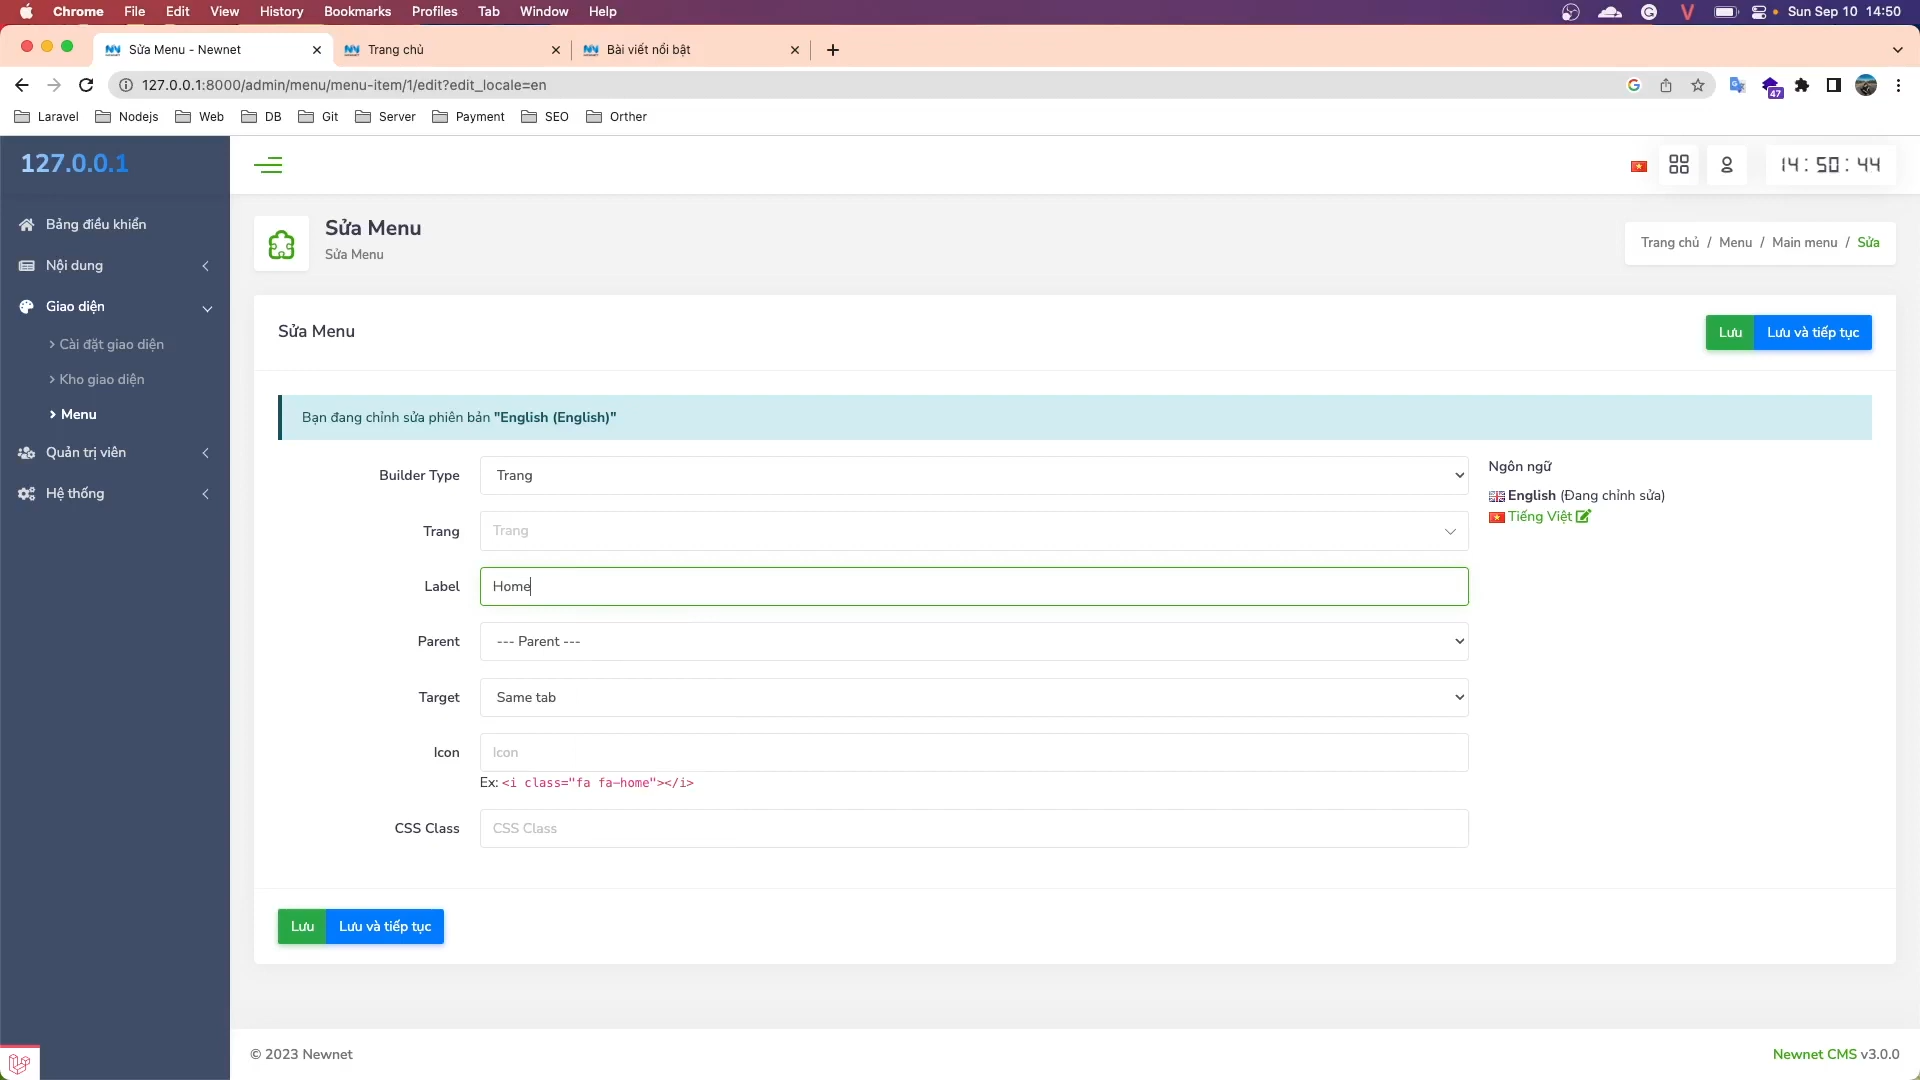 Chrome File Edit View History Bookmarks Profiles Tab Window Help
Sun Sep 10 14:50
Sửa Menu - Newnet
Trang chủ
Bài viết nổi bật
127.0.0.1:8000/admin/menu/menu-item/1/edit?edit_locale=en
47
Laravel Nodejs Web DB Git Server Payment SEO Orther
127.0.0.1
14:50:44
Bảng điều khiển
Nội dung
Giao diện
Cài đặt giao diện
Kho giao diện
Menu
Quản trị viên
Hệ thống
Sửa Menu
Sửa Menu
Trang chủ / Menu / Main menu / Sửa
Sửa Menu
Lưu
Lưu và tiếp tục
Bạn đang chỉnh sửa phiên bản "English (English)"
Builder Type Trang
Trang Trang
Label Home
Parent --- Parent ---
Target Same tab
Icon Icon
Ex: <i class="fa fa-home"></i>
CSS Class CSS Class
Ngôn ngữ
English (Đang chỉnh sửa)
Tiếng Việt
Lưu
Lưu và tiếp tục
© 2023 Newnet
Newnet CMS v3.0.0